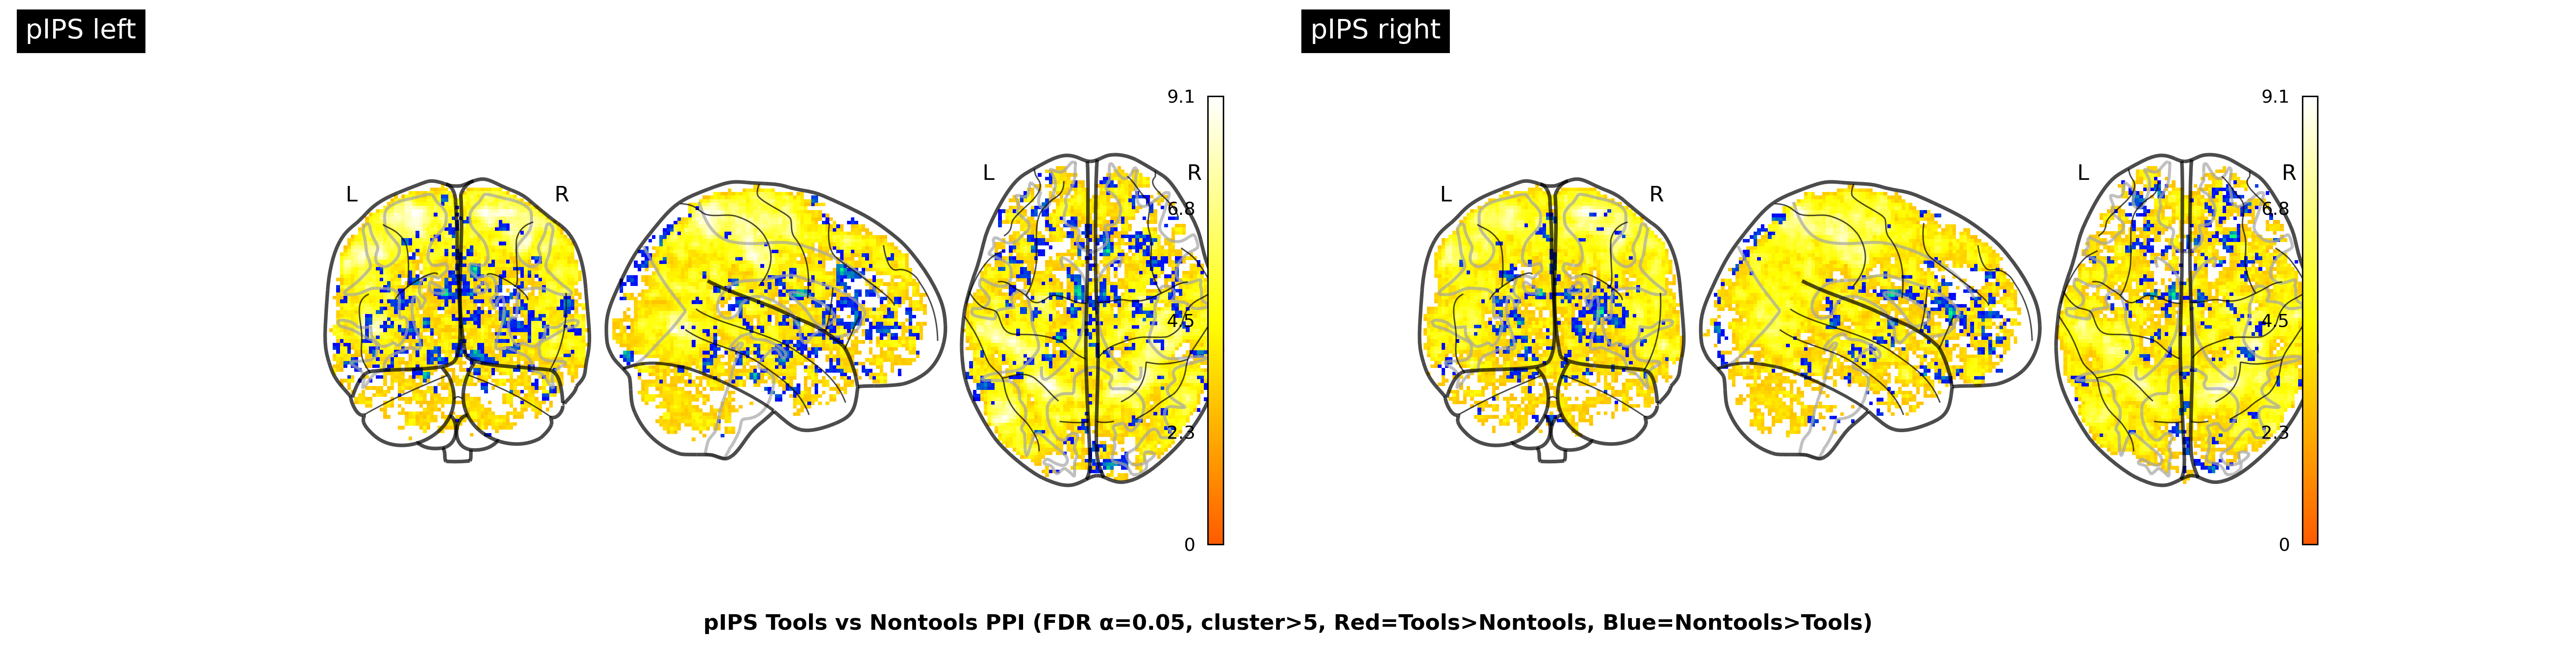 pIPS left
pIPS right
L
R
L
R
9.1
6.8
4.5
2.3
0
L
R
L
R
9.1
6.8
4.5
2.3
0
pIPS Tools vs Nontools PPI (FDR α=0.05, cluster>5, Red=Tools>Nontools, Blue=Nontools>Tools)